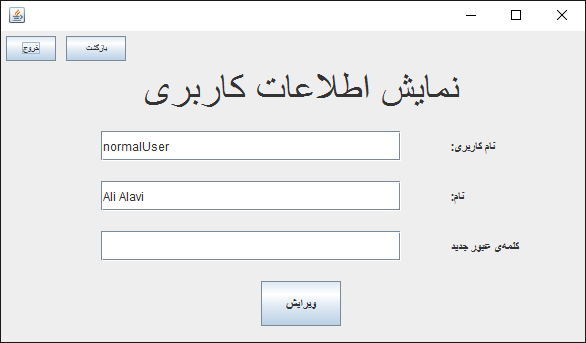 خروج
بازگشت
نمایش اطلاعات کاربری
نام کاربری:
normalUser
نام:
Ali Alavi
کلمه‌ی عبور جدید
ویرایش